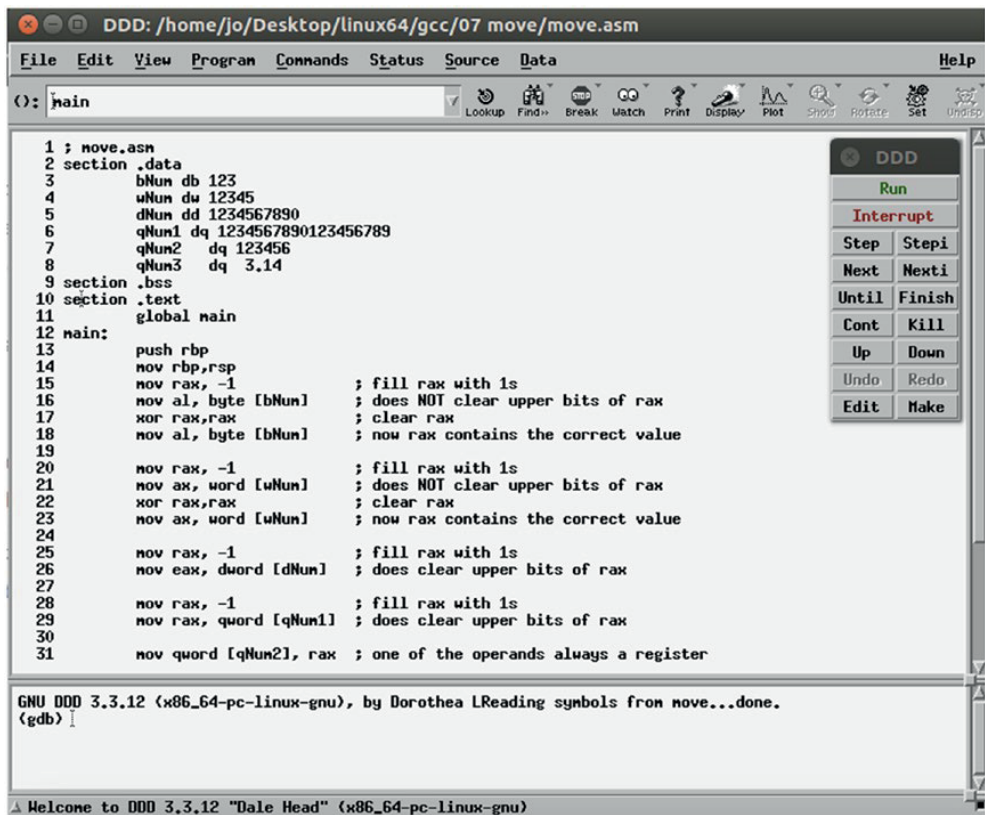 DDD: /home/jo/Desktop/linux64/gcc/07 move/move.asm
File Edit View Program Commands Status Source Data Help
(): main
Lookup Find» Break Watch Print Display Plot Show Rotate Set Undisp
1 ; move.asm
2 section .data
3 bNum db 123
4 wNum dw 12345
5 dNum dd 1234567890
6 qNum1 dq 1234567890123456789
7 qNum2 dq 123456
8 qNum3 dq 3.14
9 section .bss
10 section .text
11 global main
12 main:
13 push rbp
14 mov rbp,rsp
15 mov rax, -1 ; fill rax with 1s
16 mov al, byte [bNum] ; does NOT clear upper bits of rax
17 xor rax,rax ; clear rax
18 mov al, byte [bNum] ; now rax contains the correct value
19
20 mov rax, -1 ; fill rax with 1s
21 mov ax, word [wNum] ; does NOT clear upper bits of rax
22 xor rax,rax ; clear rax
23 mov ax, word [wNum] ; now rax contains the correct value
24
25 mov rax, -1 ; fill rax with 1s
26 mov eax, dword [dNum] ; does clear upper bits of rax
27
28 mov rax, -1 ; fill rax with 1s
29 mov rax, qword [qNum1] ; does clear upper bits of rax
30
31 mov qword [qNum2], rax ; one of the operands always a register
DDD
Run
Interrupt
Step Stepi
Next Nexti
Until Finish
Cont Kill
Up Down
Undo Redo
Edit Make
GNU DDD 3.3.12 (x86_64-pc-linux-gnu), by Dorothea LReading symbols from move...done.
(gdb)
Welcome to DDD 3.3.12 "Dale Head" (x86_64-pc-linux-gnu)